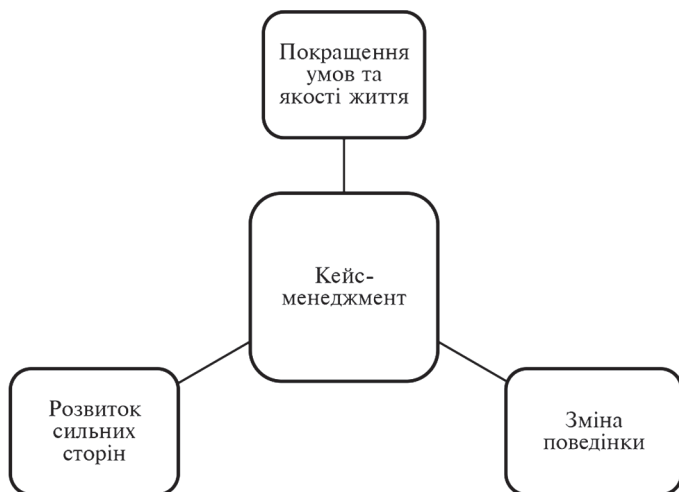 Покращення
умов та
якості життя
Кейс-
менеджмент
Розвиток
сильних
сторін
Зміна
поведінки